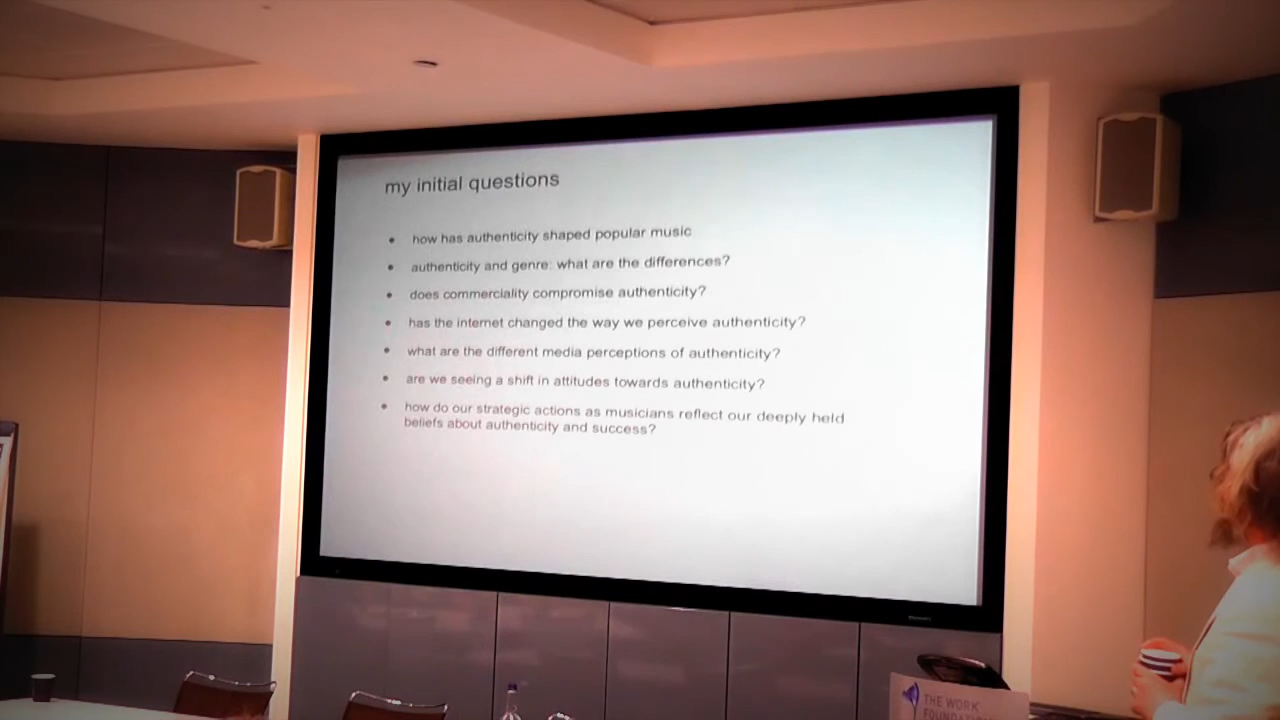 my initial questions
how has authenticity shaped popular music
authenticity and genre: what are the differences?
does commerciality compromise authenticity?
has the internet changed the way we perceive authenticity?
what are the different media perceptions of authenticity?
are we seeing a shift in attitudes towards authenticity?
how do our strategic actions as musicians reflect our deeply held
beliefs about authenticity and success?
THE WORK